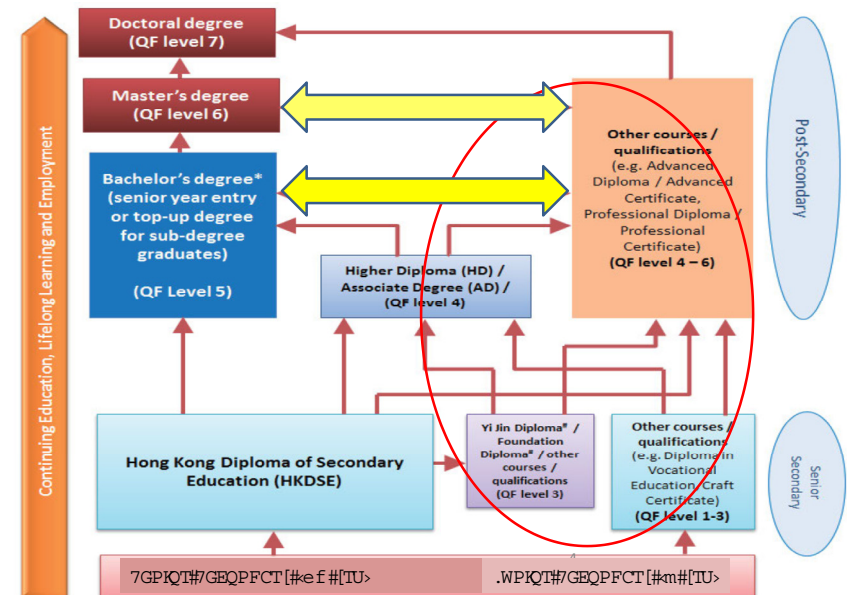 Doctoral degree
(QF level 7)
Master's degree
(QF level 6)
Bachelor's degree*
(senior year entry
or top-up degree
for sub-degree
graduates)
(QF Level 5)
Higher Diploma (HD) /
Associate Degree (AD) /
(QF level 4)
Other courses /
qualifications
(e.g. Advanced
Diploma / Advanced
Certificate,
Professional Diploma /
Professional
Certificate)
(QF level 4 – 6)
Hong Kong Diploma of Secondary
Education (HKDSE)
Yi Jin Diploma# /
Foundation
Diploma# / other
courses /
qualifications
(QF level 3)
Other courses /
qualifications
(e.g. Diploma in
Vocational
Education, Craft
Certificate)
(QF level 1-3)
7GPKQT#7GEQPFCT[#kef#[TU>
.WPKQT#7GEQPFCT[#km#[TU>
Continuing Education, Lifelong Learning and Employment
Post-Secondary
Senior
Secondary